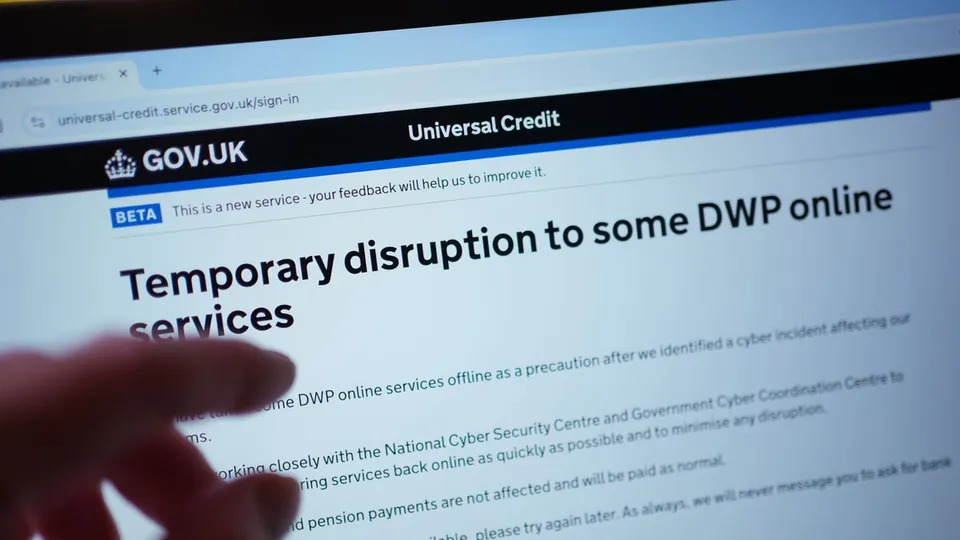 available - Univers
universal-credit.service.gov.uk/sign-in
GOV.UK
Universal Credit
BETA
This is a new service - your feedback will help us to improve it.
Temporary disruption to some DWP online
services
DWP online services offline as a precaution after we identified a cyber incident affecting our
closely with the National Cyber Security Centre and Government Cyber Coordination Centre to
services back online as quickly as possible and to minimise any disruption.
pension payments are not affected and will be paid as normal.
please try again later. As always, we will never message you to ask for bank